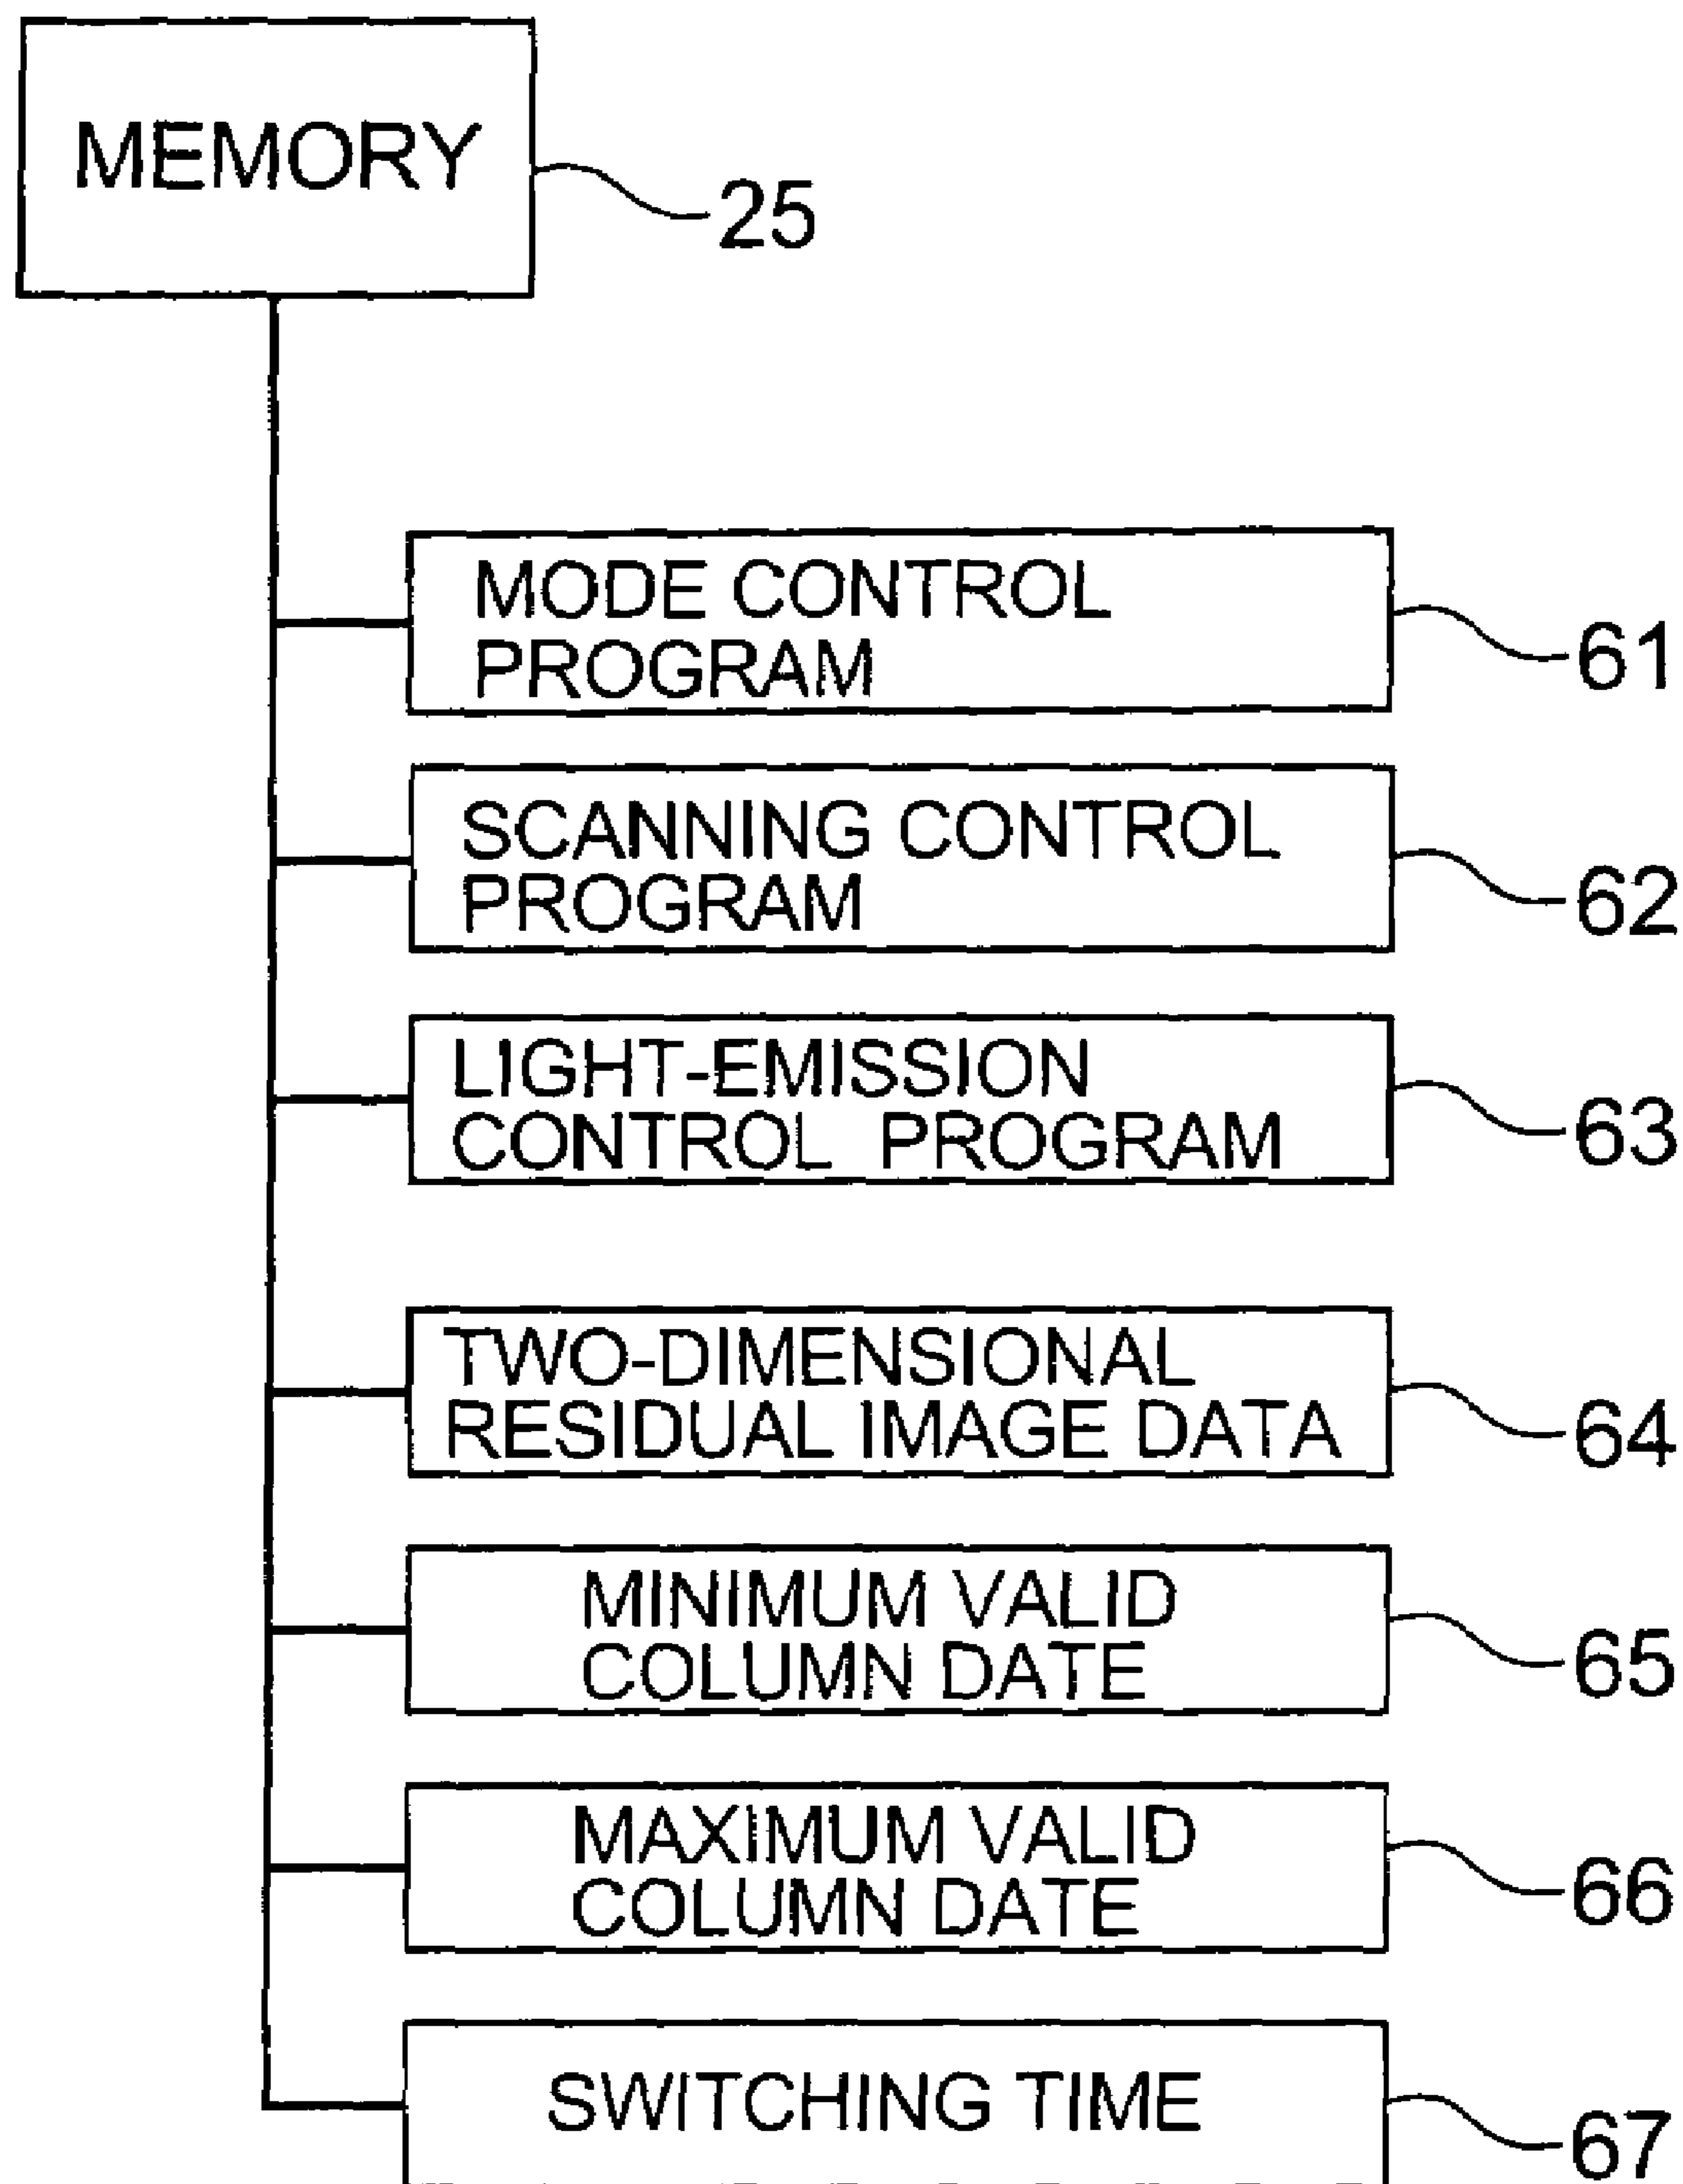 MEMORY
25
MODE CONTROL
PROGRAM
61
SCANNING CONTROL
PROGRAM
62
LIGHT-EMISSION
CONTROL PROGRAM
63
TWO-DIMENSIONAL
RESIDUAL IMAGE DATA
64
MINIMUM VALID
COLUMN DATE
65
MAXIMUM VALID
COLUMN DATE
66
SWITCHING TIME
67